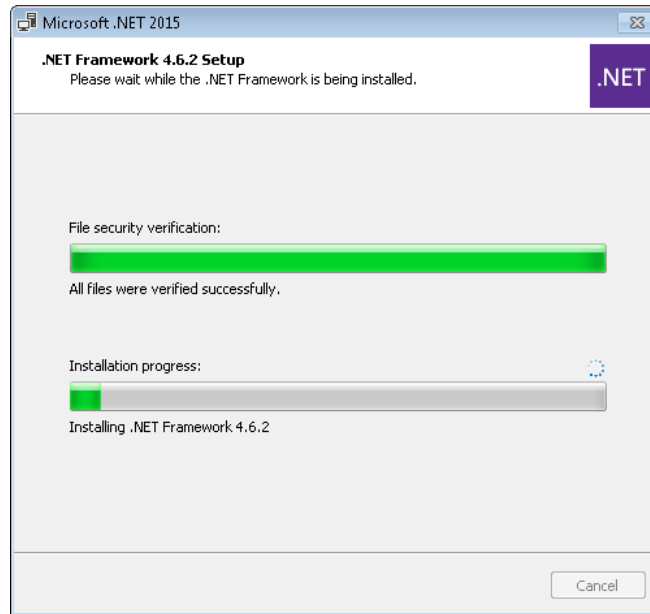 Microsoft .NET 2015
.NET Framework 4.6.2 Setup
Please wait while the .NET Framework is being installed.
.NET
File security verification:
All files were verified successfully.
Installation progress:
Installing .NET Framework 4.6.2
Cancel